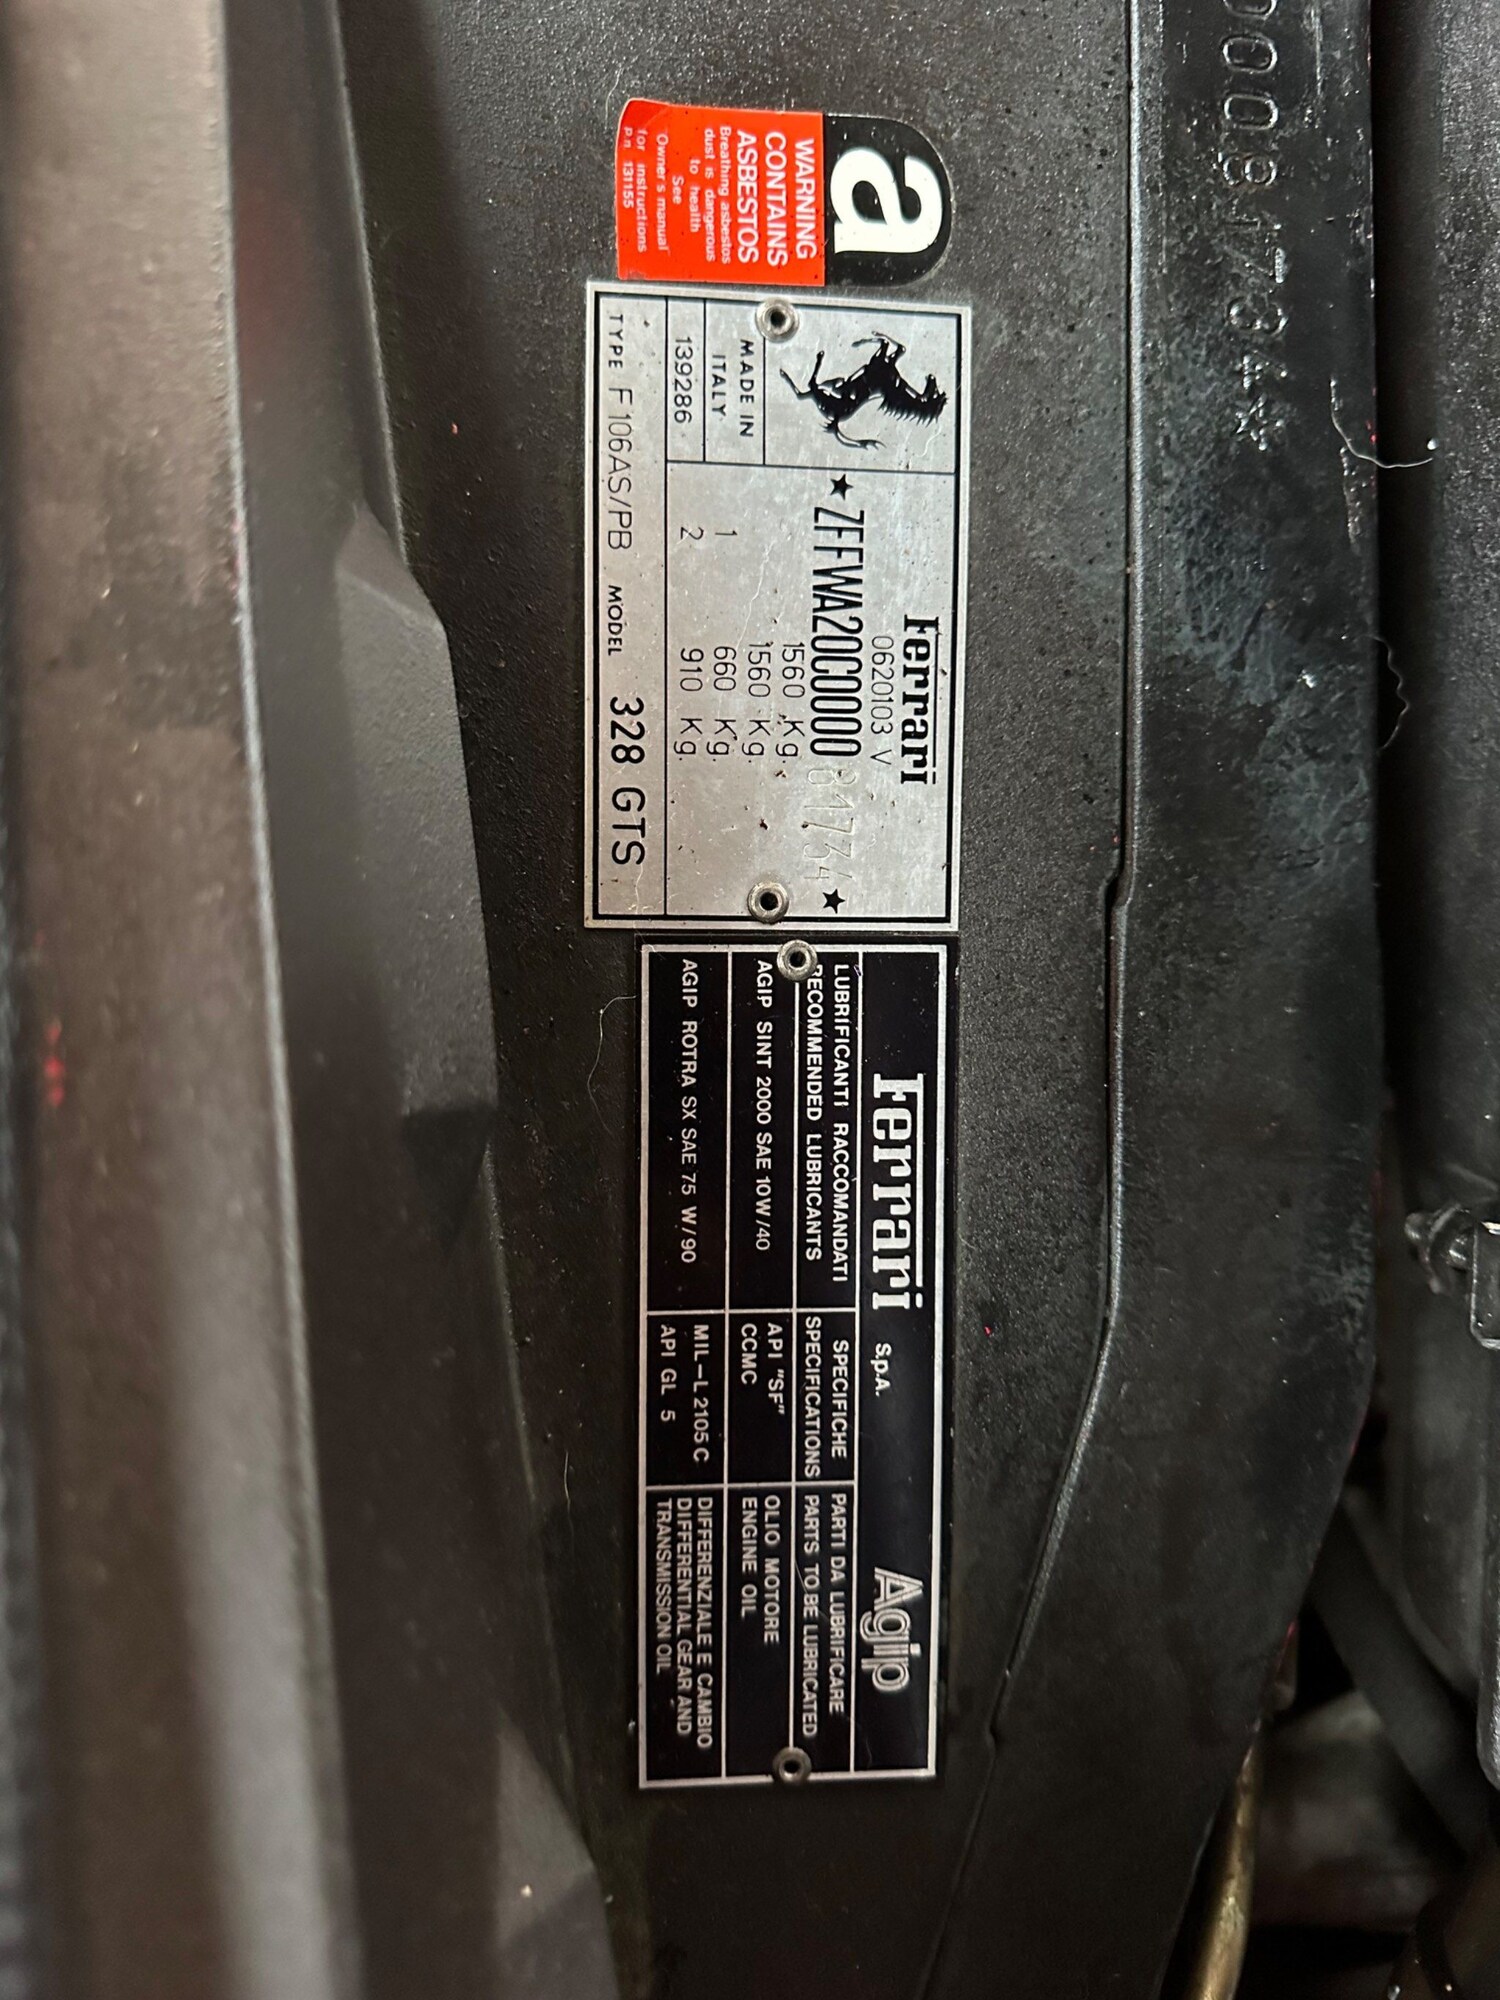 00081734*
a
WARNING
CONTAINS
ASBESTOS
Breathing asbestos
dust is dangerous
to health
See
Owner's manual
for instructions
p.n. 131155
Ferrari
0620103 V
★ZFFWA20C000081734★
1560 Kg.
MADE IN
ITALY
1560 Kg.
1 660 Kg.
139286
2 910 Kg.
TYPE F106AS/PB MODEL 328 GTS
Ferrari S.p.A. Agip
LUBRIFICANTI RACCOMANDATI SPECIFICHE PARTI DA LUBRIFICARE
RECOMMENDED LUBRICANTS SPECIFICATIONS PARTS TO BE LUBRICATED
AGIP SINT 2000 SAE 10W/40 API "SF" OLIO MOTORE
CCMC ENGINE OIL
AGIP ROTRA SX SAE 75 W/90 MIL-L 2105 C DIFFERENZIALE E CAMBIO
API GL 5 DIFFERENTIAL GEAR AND
TRANSMISSION OIL